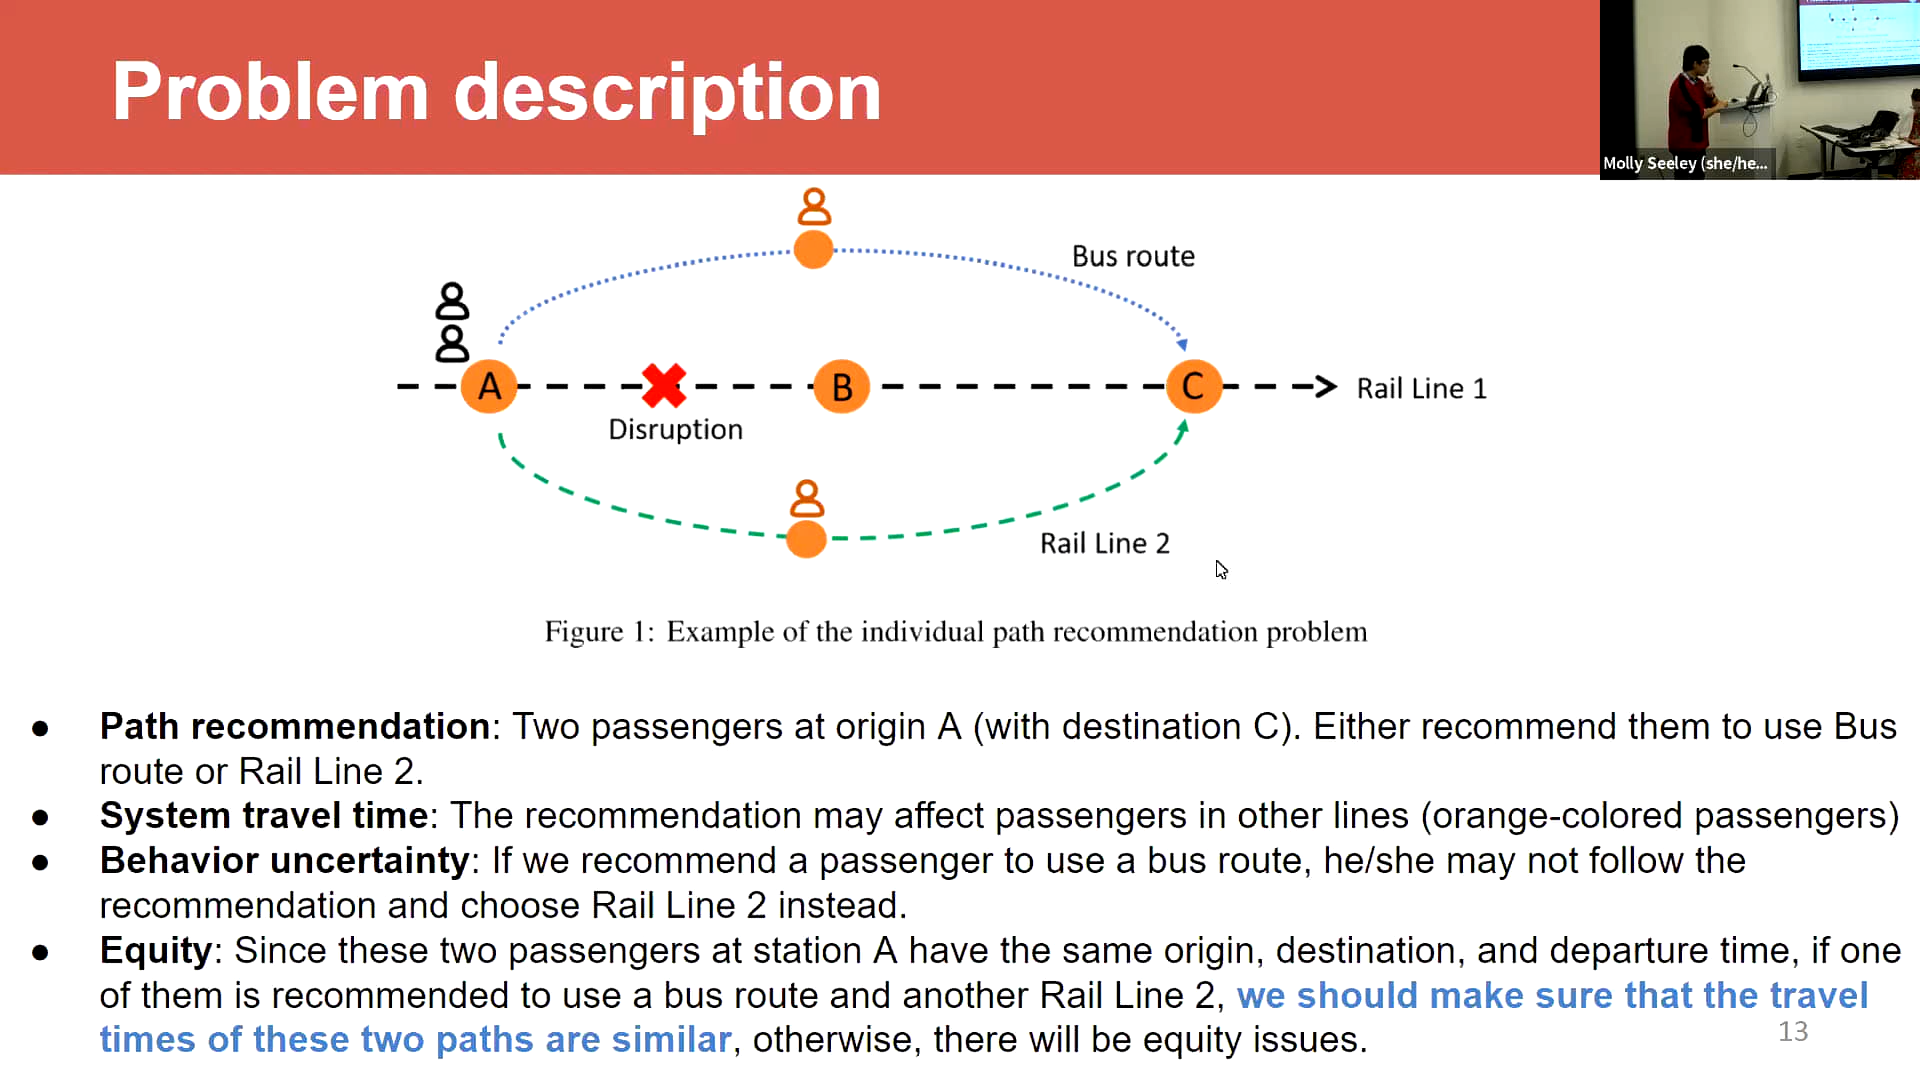 Problem description
Molly Seeley (she/he...
Bus route
A
B
C
Rail Line 1
Disruption
Rail Line 2
Figure 1: Example of the individual path recommendation problem
● Path recommendation: Two passengers at origin A (with destination C). Either recommend them to use Bus
route or Rail Line 2.
● System travel time: The recommendation may affect passengers in other lines (orange-colored passengers)
● Behavior uncertainty: If we recommend a passenger to use a bus route, he/she may not follow the
recommendation and choose Rail Line 2 instead.
● Equity: Since these two passengers at station A have the same origin, destination, and departure time, if one
of them is recommended to use a bus route and another Rail Line 2, we should make sure that the travel
times of these two paths are similar, otherwise, there will be equity issues.
13